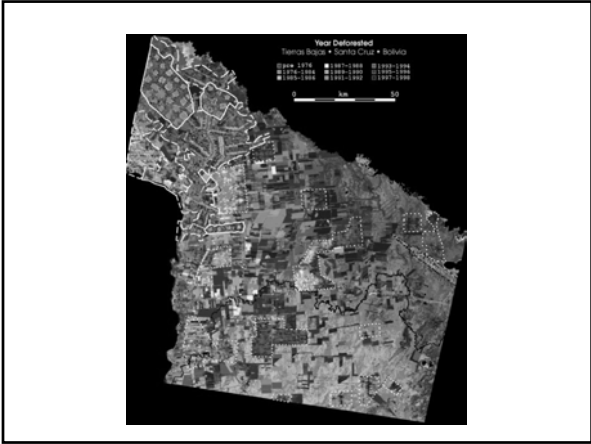 Year Deforested
Tierras Bajas • Santa Cruz • Bolivia
pre 1976 1987-1988 1993-1994
1976-1984 1989-1990 1995-1996
1985-1986 1991-1992 1997-1998
km
0 50